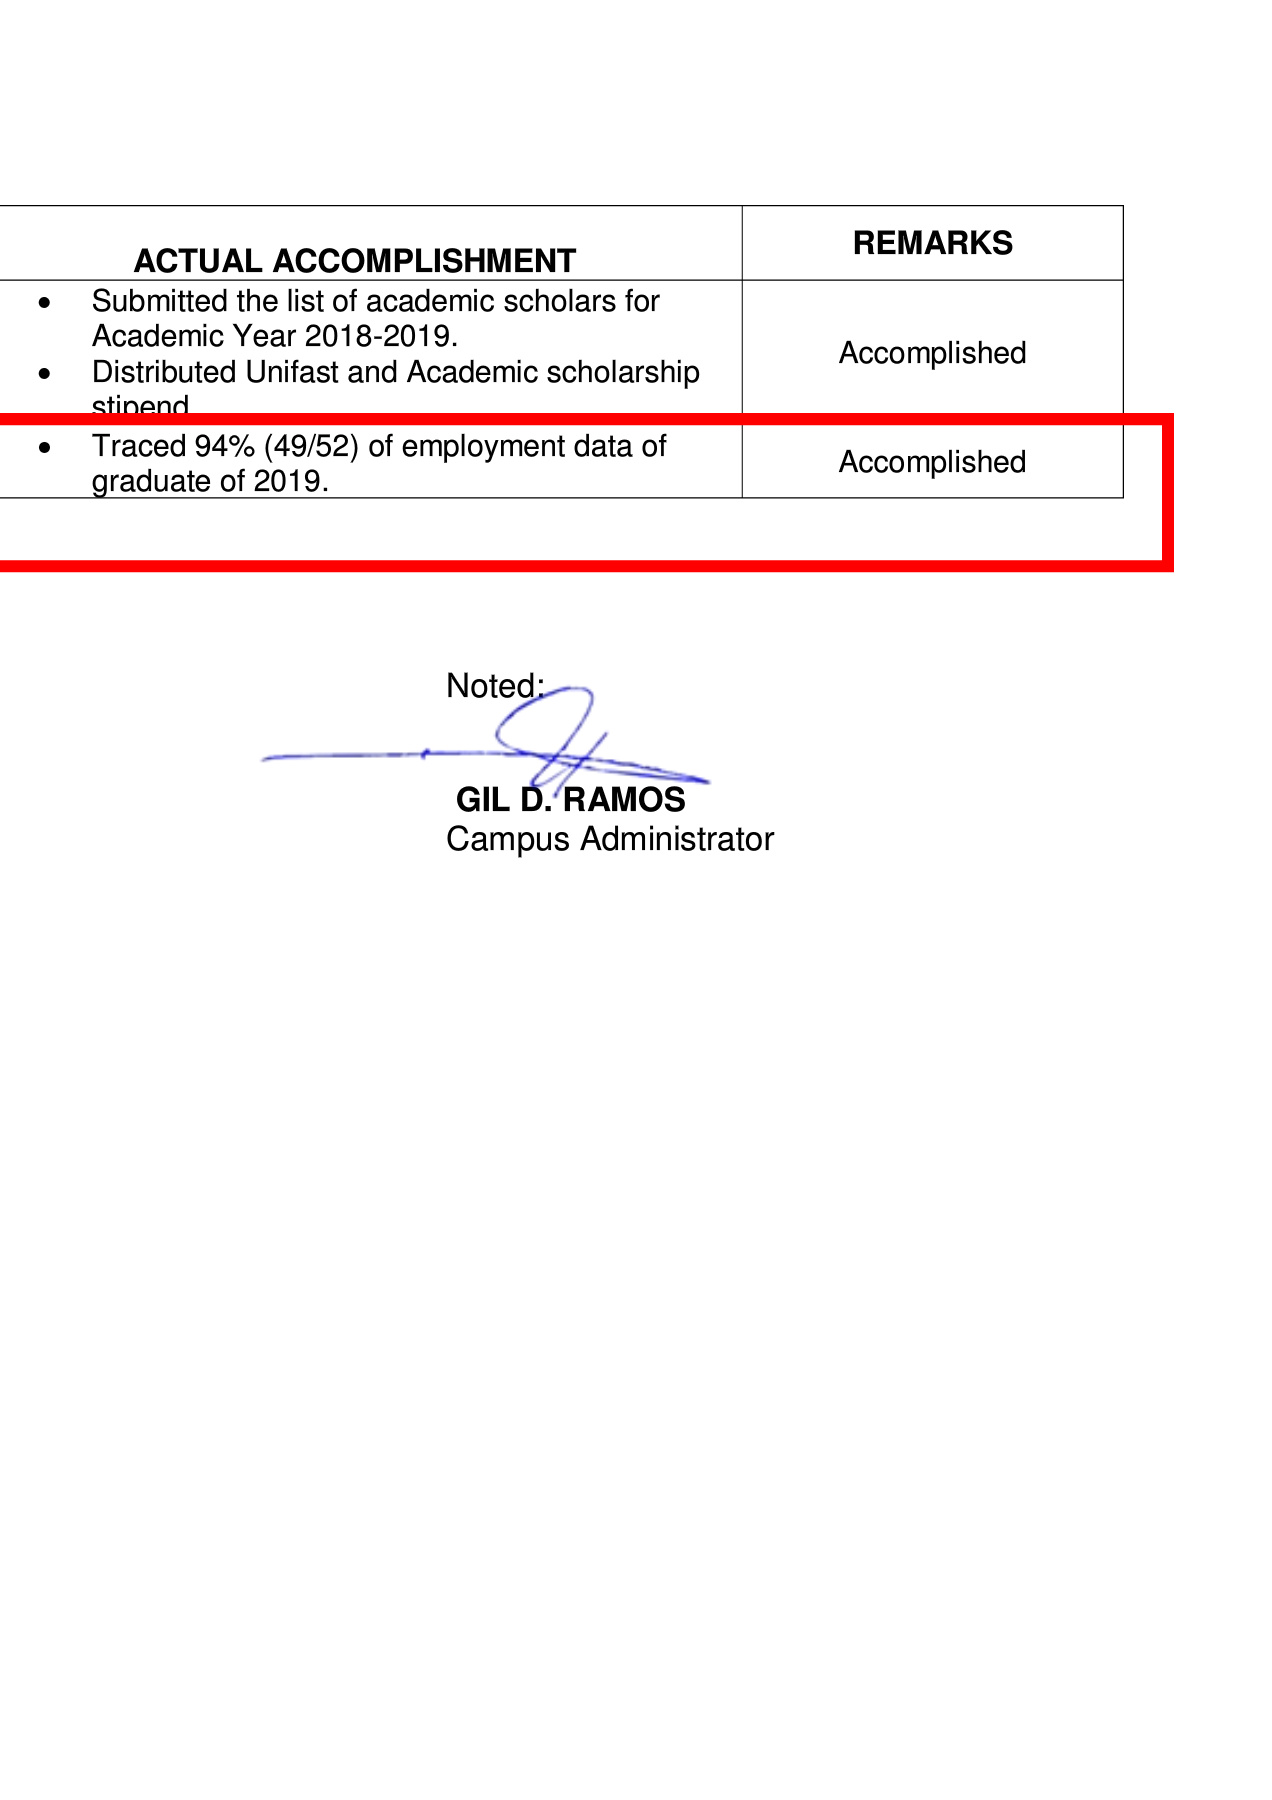 ACTUAL ACCOMPLISHMENT
REMARKS
• Submitted the list of academic scholars for
Academic Year 2018-2019.
• Distributed Unifast and Academic scholarship
stipend
Accomplished
• Traced 94% (49/52) of employment data of
graduate of 2019.
Accomplished
Noted:
GIL D. RAMOS
Campus Administrator